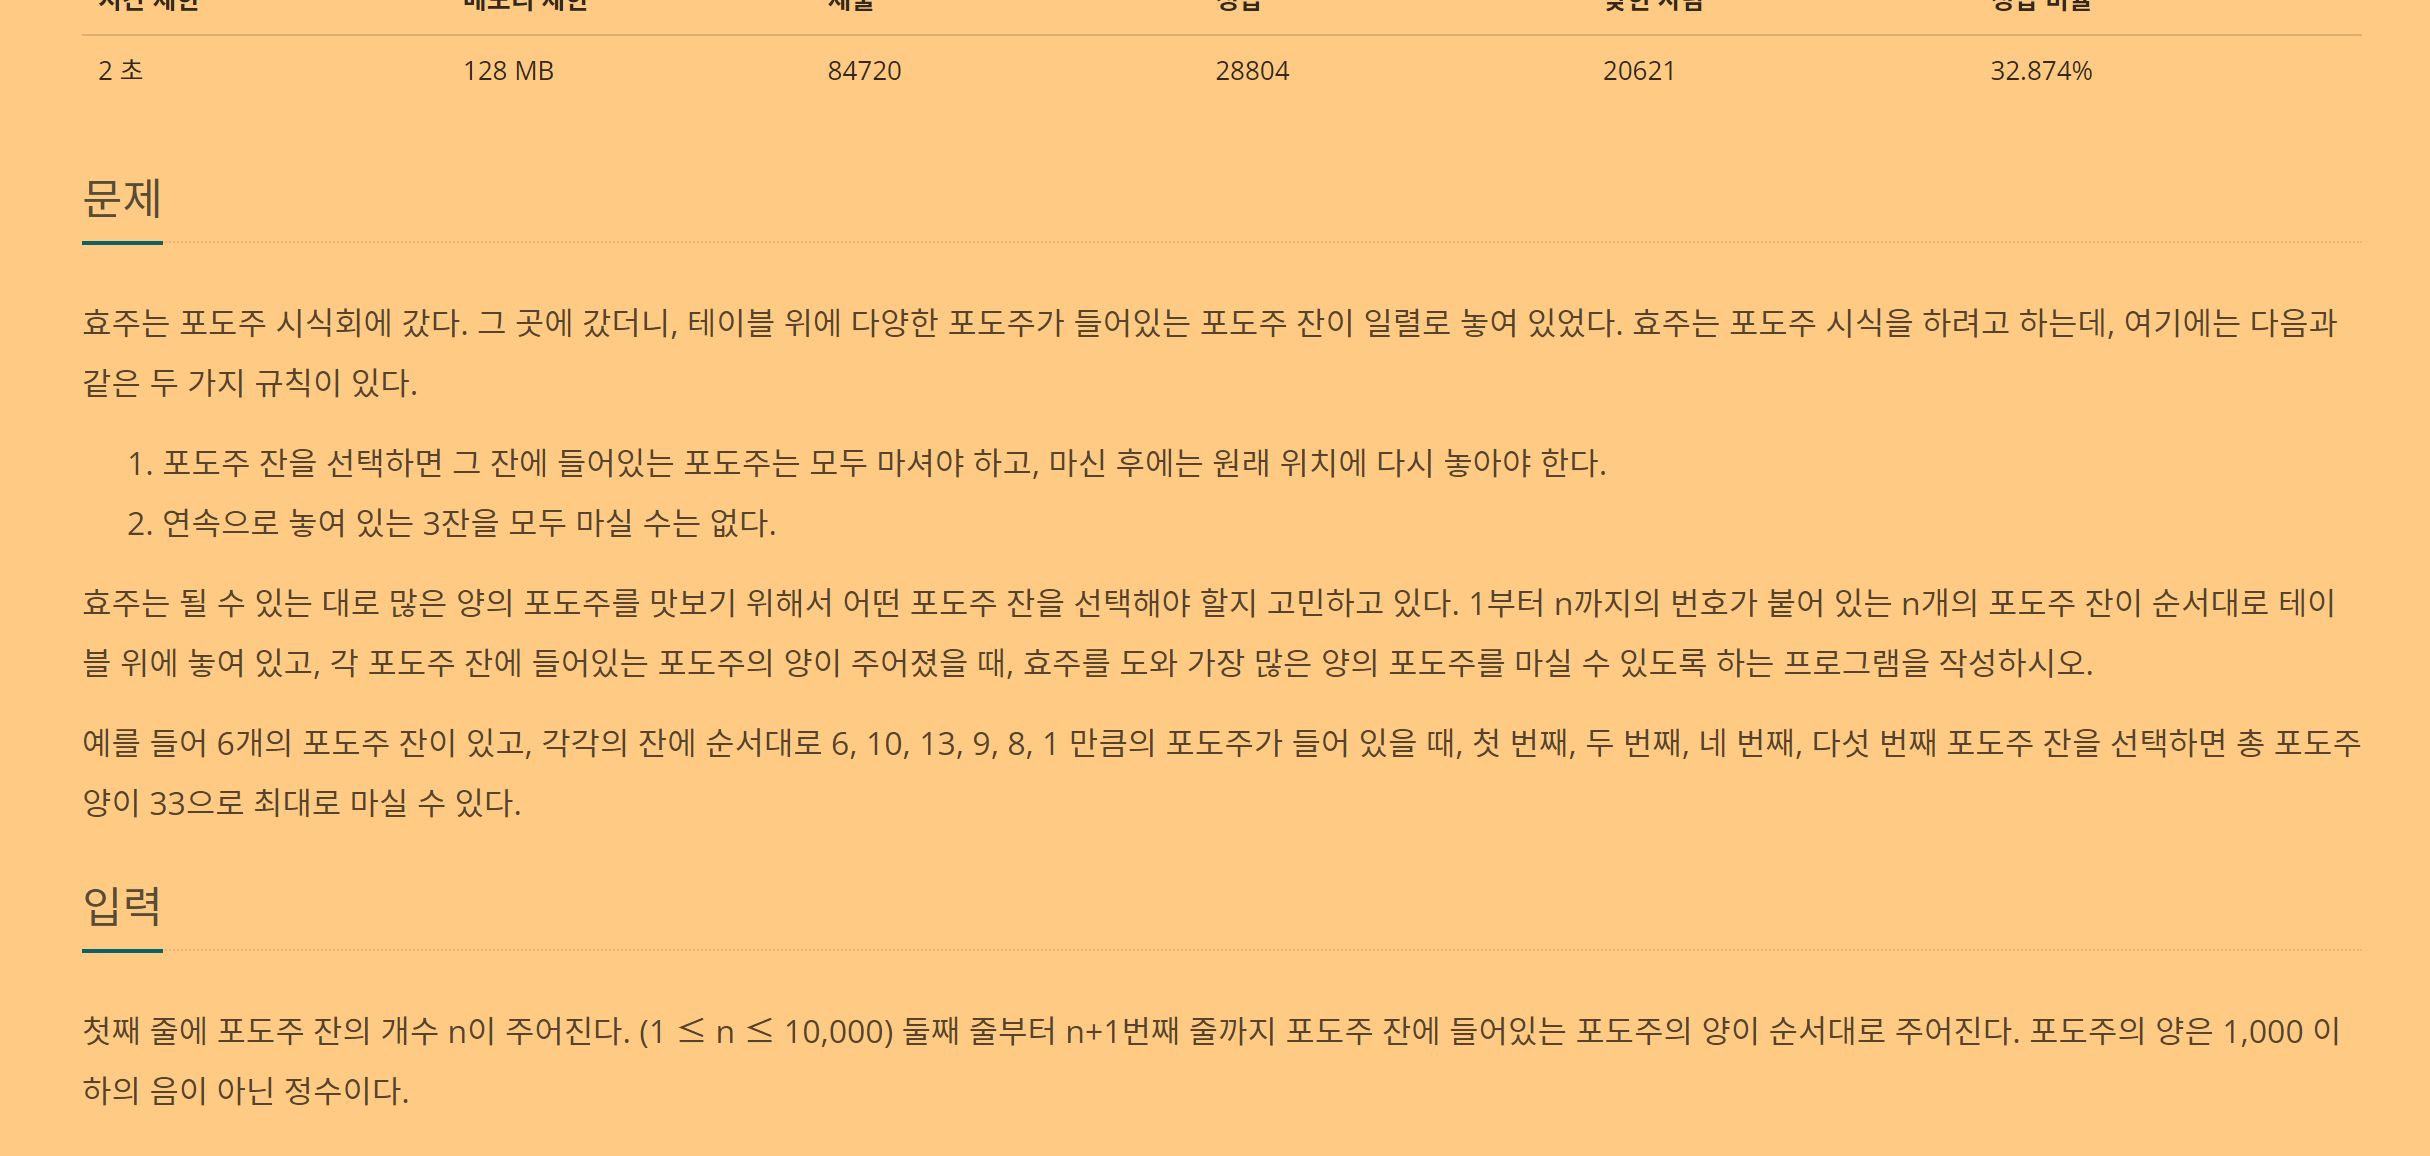 시간 제한 메모리 제한 제출 정답 맞힌 사람 정답 비율
2 초 128 MB 84720 28804 20621 32.874%
문제
효주는 포도주 시식회에 갔다. 그 곳에 갔더니, 테이블 위에 다양한 포도주가 들어있는 포도주 잔이 일렬로 놓여 있었다. 효주는 포도주 시식을 하려고 하는데, 여기에는 다음과
같은 두 가지 규칙이 있다.
1. 포도주 잔을 선택하면 그 잔에 들어있는 포도주는 모두 마셔야 하고, 마신 후에는 원래 위치에 다시 놓아야 한다.
2. 연속으로 놓여 있는 3잔을 모두 마실 수는 없다.
효주는 될 수 있는 대로 많은 양의 포도주를 맛보기 위해서 어떤 포도주 잔을 선택해야 할지 고민하고 있다. 1부터 n까지의 번호가 붙어 있는 n개의 포도주 잔이 순서대로 테이
블 위에 놓여 있고, 각 포도주 잔에 들어있는 포도주의 양이 주어졌을 때, 효주를 도와 가장 많은 양의 포도주를 마실 수 있도록 하는 프로그램을 작성하시오.
예를 들어 6개의 포도주 잔이 있고, 각각의 잔에 순서대로 6, 10, 13, 9, 8, 1 만큼의 포도주가 들어 있을 때, 첫 번째, 두 번째, 네 번째, 다섯 번째 포도주 잔을 선택하면 총 포도주
양이 33으로 최대로 마실 수 있다.
입력
첫째 줄에 포도주 잔의 개수 n이 주어진다. (1 ≤ n ≤ 10,000) 둘째 줄부터 n+1번째 줄까지 포도주 잔에 들어있는 포도주의 양이 순서대로 주어진다. 포도주의 양은 1,000 이
하의 음이 아닌 정수이다.